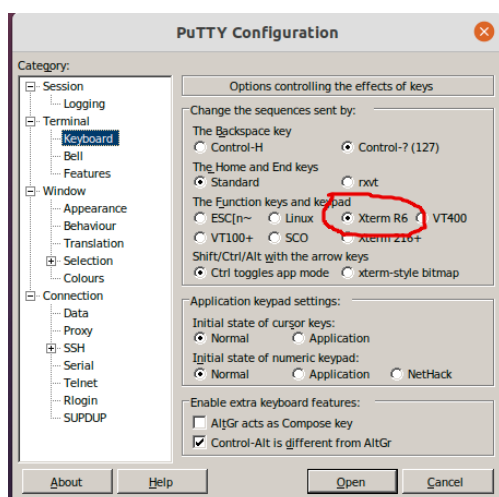 PuTTY Configuration
Category:
Session
Logging
Terminal
Keyboard
Bell
Features
Window
Appearance
Behaviour
Translation
Selection
Colours
Connection
Data
Proxy
SSH
Serial
Telnet
Rlogin
SUPDUP
Options controlling the effects of keys
Change the sequences sent by:
The Backspace key
Control-H Control-? (127)
The Home and End keys
Standard rxvt
The Function keys and keypad
ESC[n~ Linux Xterm R6 VT400
VT100+ SCO Xterm 216+
Shift/Ctrl/Alt with the arrow keys
Ctrl toggles app mode xterm-style bitmap
Application keypad settings:
Initial state of cursor keys:
Normal Application
Initial state of numeric keypad:
Normal Application NetHack
Enable extra keyboard features:
AltGr acts as Compose key
Control-Alt is different from AltGr
About Help Open Cancel